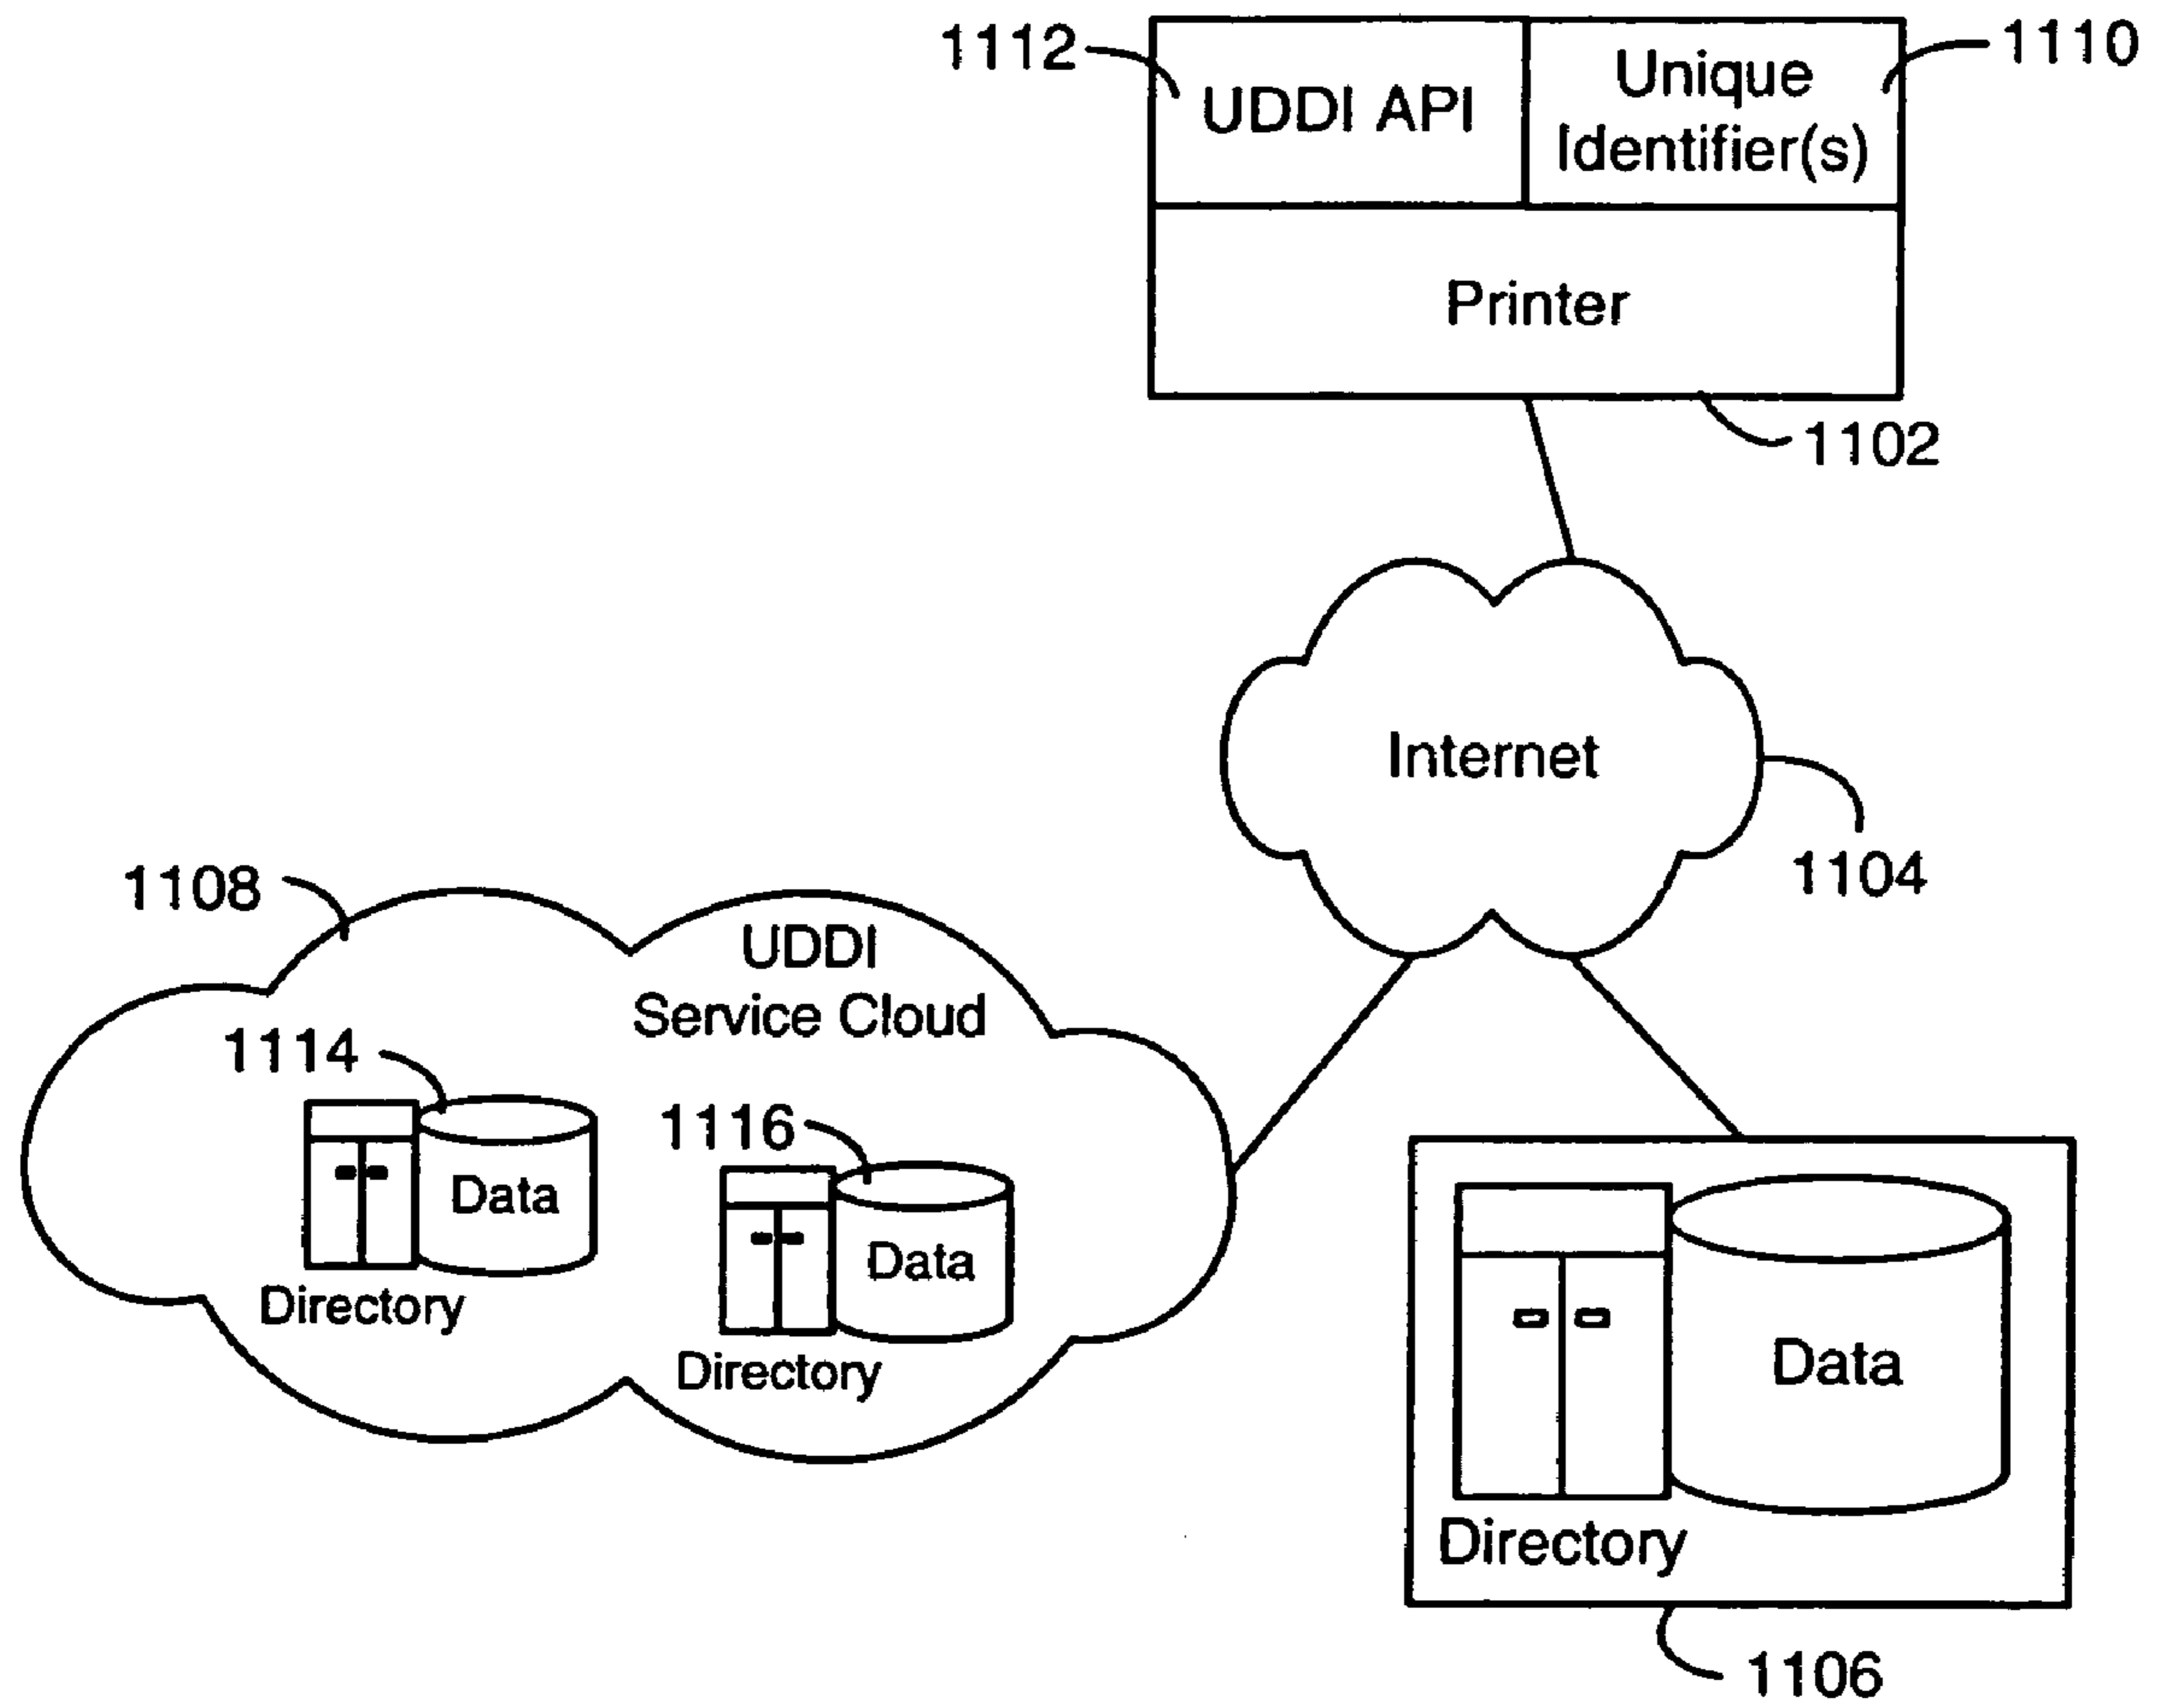 1112
1110
UDDI API
Unique
Identifier(s)
Printer
1102
Internet
1104
1108
UDDI
Service Cloud
1114
Data
Directory
1116
Data
Directory
Data
Directory
1106